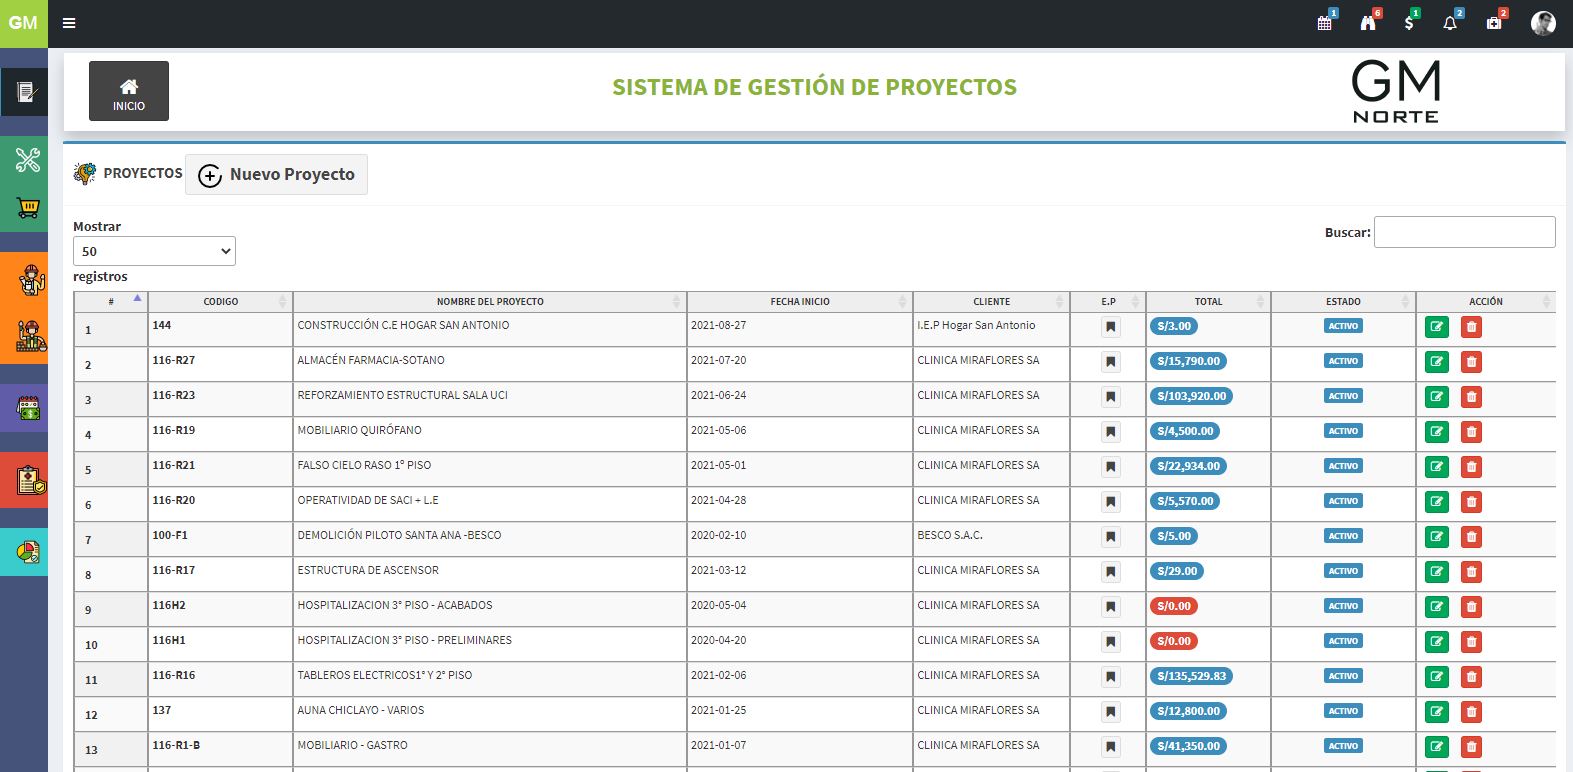 GM
1
6
1
2
2
INICIO
SISTEMA DE GESTIÓN DE PROYECTOS
GM
NORTE
PROYECTOS
Nuevo Proyecto
Mostrar
50
registros
Buscar:
# CODIGO NOMBRE DEL PROYECTO FECHA INICIO CLIENTE E.P TOTAL ESTADO ACCIÓN
1 144 CONSTRUCCIÓN C.E HOGAR SAN ANTONIO 2021-08-27 I.E.P Hogar San Antonio S/3.00 ACTIVO
2 116-R27 ALMACÉN FARMACIA-SOTANO 2021-07-20 CLINICA MIRAFLORES SA S/15,790.00 ACTIVO
3 116-R23 REFORZAMIENTO ESTRUCTURAL SALA UCI 2021-06-24 CLINICA MIRAFLORES SA S/103,920.00 ACTIVO
4 116-R19 MOBILIARIO QUIRÓFANO 2021-05-06 CLINICA MIRAFLORES SA S/4,500.00 ACTIVO
5 116-R21 FALSO CIELO RASO 1º PISO 2021-05-01 CLINICA MIRAFLORES SA S/22,934.00 ACTIVO
6 116-R20 OPERATIVIDAD DE SACI + L.E 2021-04-28 CLINICA MIRAFLORES SA S/5,570.00 ACTIVO
7 100-F1 DEMOLICIÓN PILOTO SANTA ANA -BESCO 2020-02-10 BESCO S.A.C. S/5.00 ACTIVO
8 116-R17 ESTRUCTURA DE ASCENSOR 2021-03-12 CLINICA MIRAFLORES SA S/29.00 ACTIVO
9 116H2 HOSPITALIZACION 3° PISO - ACABADOS 2020-05-04 CLINICA MIRAFLORES SA S/0.00 ACTIVO
10 116H1 HOSPITALIZACION 3° PISO - PRELIMINARES 2020-04-20 CLINICA MIRAFLORES SA S/0.00 ACTIVO
11 116-R16 TABLEROS ELECTRICOS1° Y 2° PISO 2021-02-06 CLINICA MIRAFLORES SA S/135,529.83 ACTIVO
12 137 AUNA CHICLAYO - VARIOS 2021-01-25 CLINICA MIRAFLORES SA S/12,800.00 ACTIVO
13 116-R1-B MOBILIARIO - GASTRO 2021-01-07 CLINICA MIRAFLORES SA S/41,350.00 ACTIVO